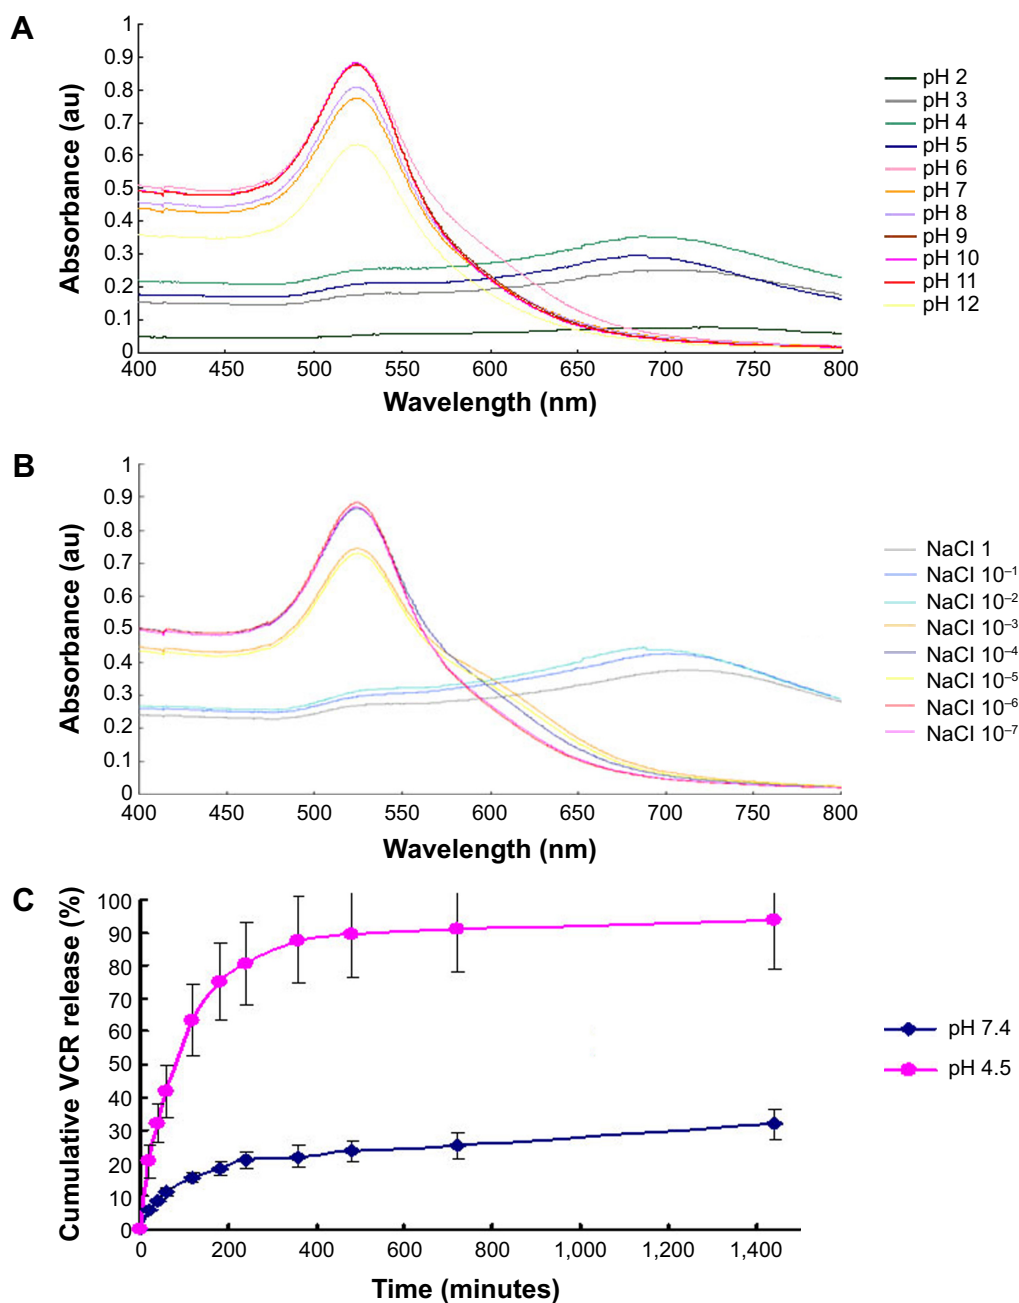 A
1
0.9
0.8
0.7
0.6
0.5
0.4
0.3
0.2
0.1
0
Absorbance (au)
400 450 500 550 600 650 700 750 800
Wavelength (nm)
pH 2
pH 3
pH 4
pH 5
pH 6
pH 7
pH 8
pH 9
pH 10
pH 11
pH 12
B
1
0.9
0.8
0.7
0.6
0.5
0.4
0.3
0.2
0.1
0
Absorbance (au)
400 450 500 550 600 650 700 750 800
Wavelength (nm)
NaCl 1
NaCl 10⁻¹
NaCl 10⁻²
NaCl 10⁻³
NaCl 10⁻⁴
NaCl 10⁻⁵
NaCl 10⁻⁶
NaCl 10⁻⁷
C
100
90
80
70
60
50
40
30
20
10
0
Cumulative VCR release (%)
0 200 400 600 800 1,000 1,200 1,400
Time (minutes)
pH 7.4
pH 4.5